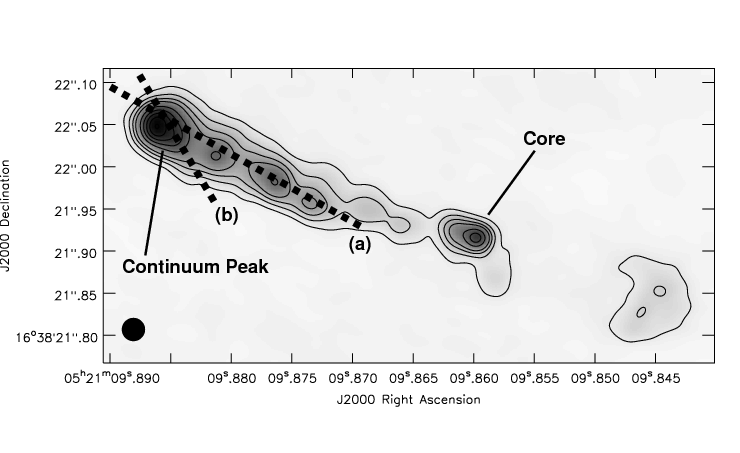 22".10
22".05
22".00
21".95
21".90
21".85
16°38'21".80
J2000 Declination
Core
(b)
(a)
Continuum Peak
05h21m09s.890 09s.880 09s.875 09s.870 09s.865 09s.860 09s.855 09s.850 09s.845
J2000 Right Ascension